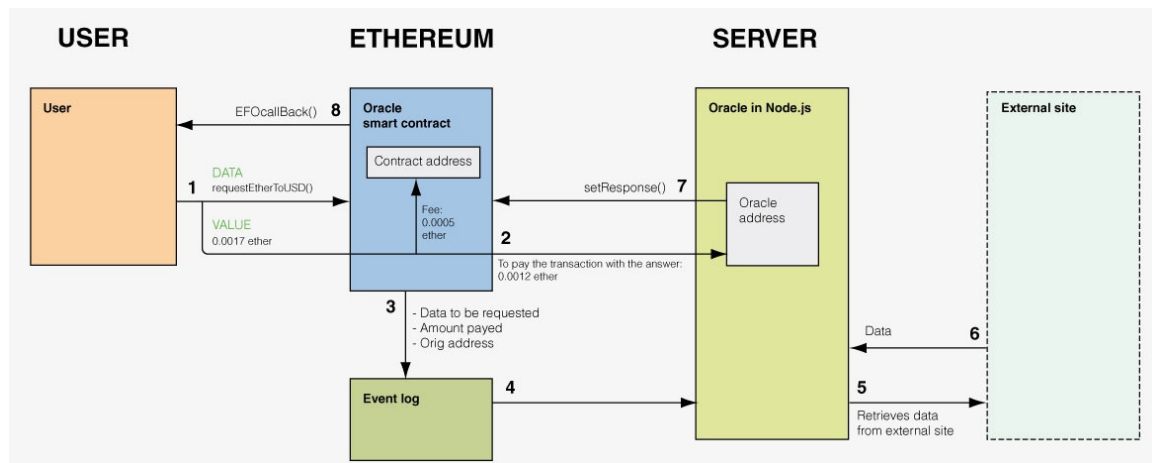 USER
ETHEREUM
SERVER
User
EFOcallBack()
8
Oracle
smart contract
Oracle in Node.js
External site
Contract address
DATA
1
requestEtherToUSD()
setResponse()
7
Oracle
address
VALUE
0.0017 ether
Fee:
0.0005
ether
2
To pay the transaction with the answer:
0.0012 ether
3
- Data to be requested
- Amount payed
- Orig address
Data
6
Event log
4
5
Retrieves data
from external site